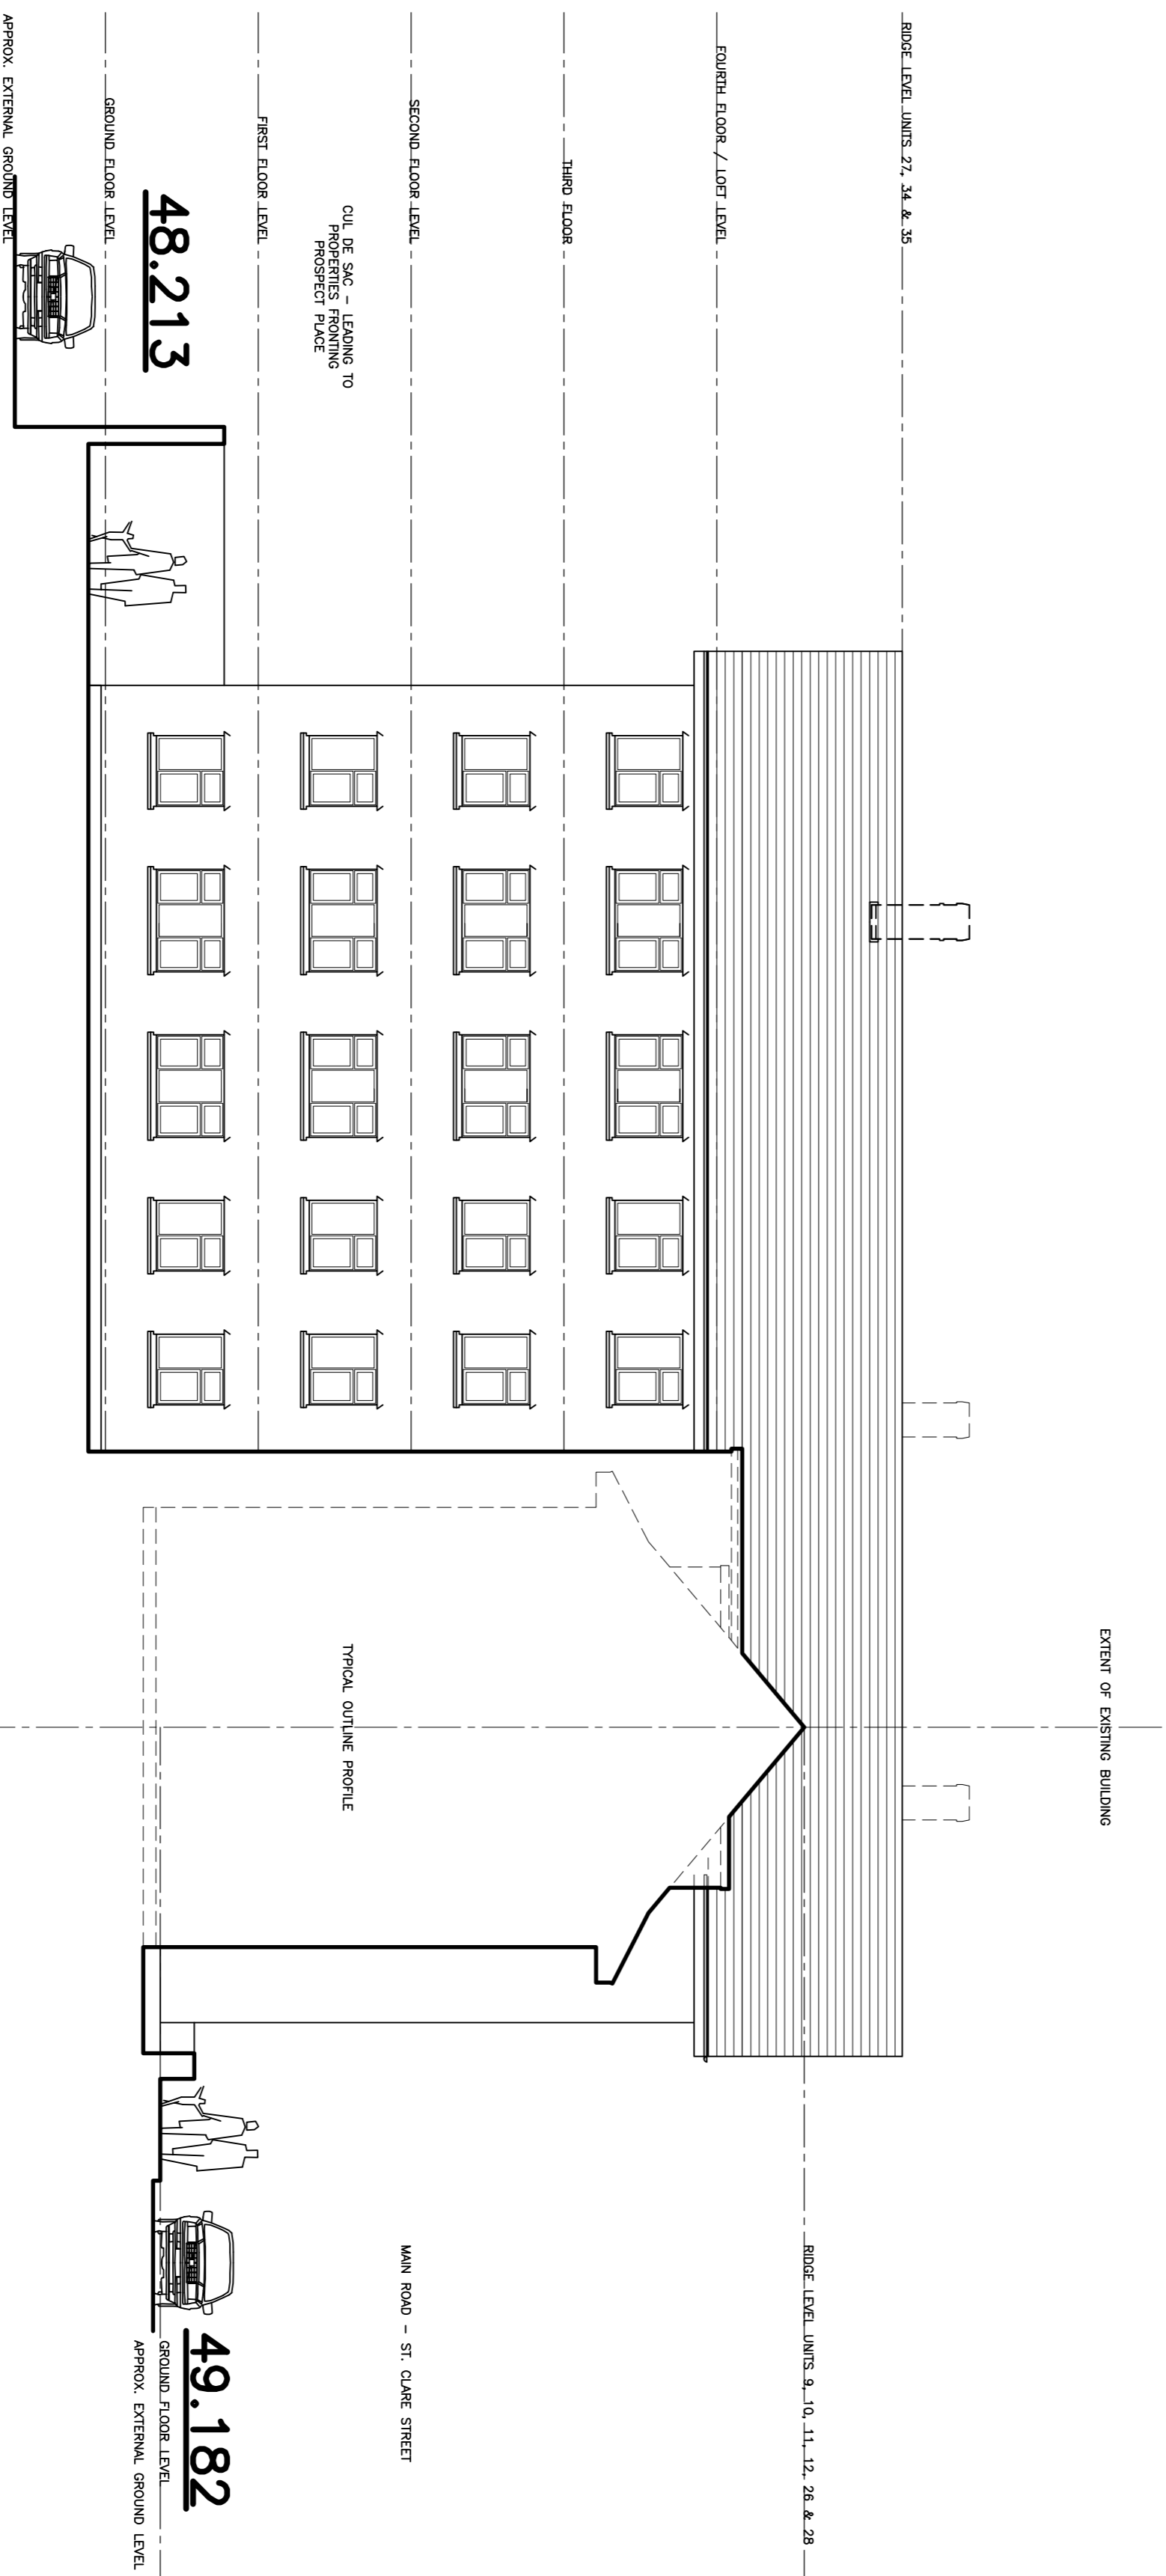 RIDGE LEVEL UNITS 27, 34 & 35
FOURTH FLOOR / LOFT LEVEL
THIRD FLOOR
SECOND FLOOR LEVEL
CUL DE SAC – LEADING TO
PROPERTIES FRONTING
PROSPECT PLACE
FIRST FLOOR LEVEL
48.213
GROUND FLOOR LEVEL
APPROX. EXTERNAL GROUND LEVEL
EXTENT OF EXISTING BUILDING
TYPICAL OUTLINE PROFILE
RIDGE LEVEL UNITS 9, 10, 11, 12, 26 & 28
MAIN ROAD – ST. CLARE STREET
49.182
GROUND FLOOR LEVEL
APPROX. EXTERNAL GROUND LEVEL